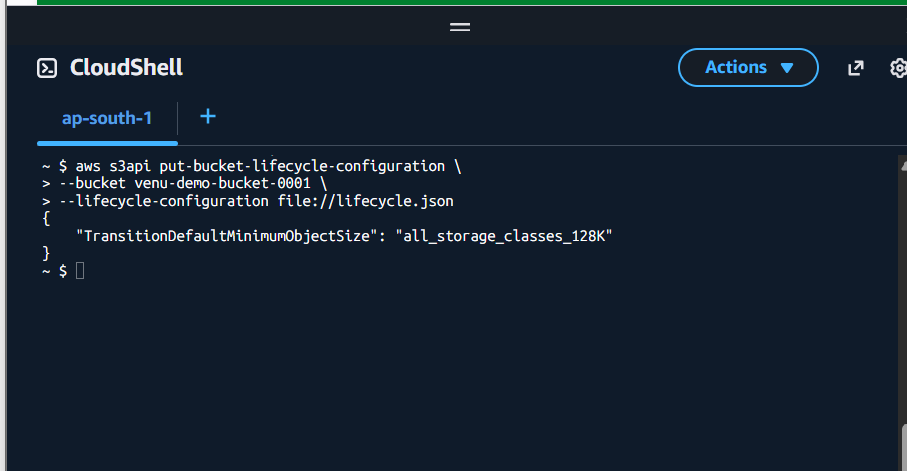 CloudShell
Actions
ap-south-1
~ $ aws s3api put-bucket-lifecycle-configuration \
> --bucket venu-demo-bucket-0001 \
> --lifecycle-configuration file://lifecycle.json
{
    "TransitionDefaultMinimumObjectSize": "all_storage_classes_128K"
}
~ $